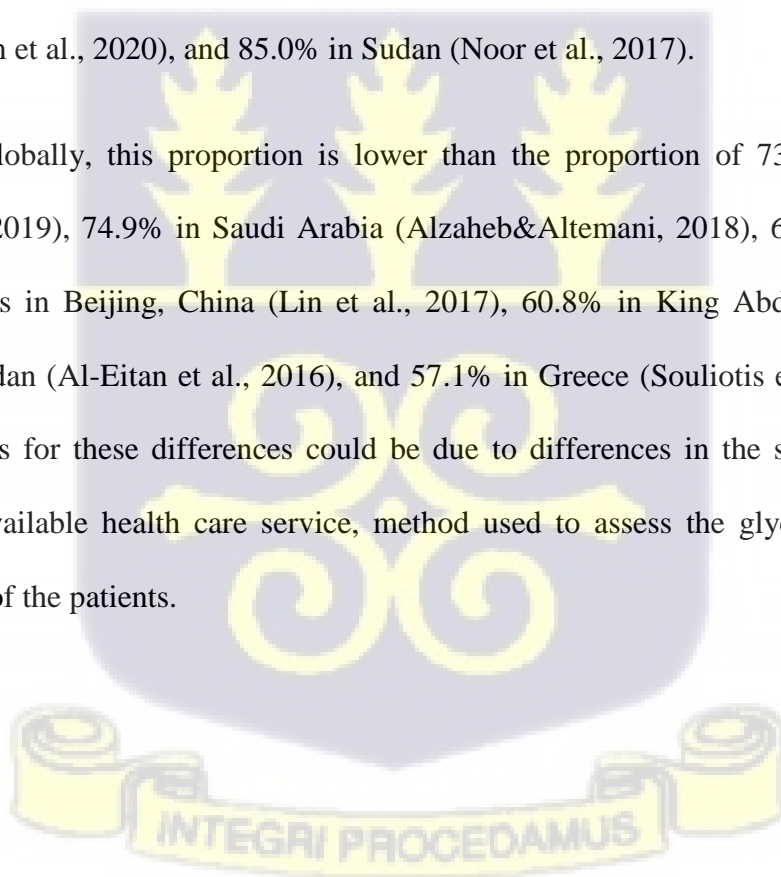 n et al., 2020), and 85.0% in Sudan (Noor et al., 2017).
lobally, this proportion is lower than the proportion of 73
2019), 74.9% in Saudi Arabia (Alzaheb&Altemani, 2018), 6
s in Beijing, China (Lin et al., 2017), 60.8% in King Abd
dan (Al-Eitan et al., 2016), and 57.1% in Greece (Souliotis e
s for these differences could be due to differences in the s
vailable health care service, method used to assess the gly
of the patients.
INTEGRI PROCEDAMUS